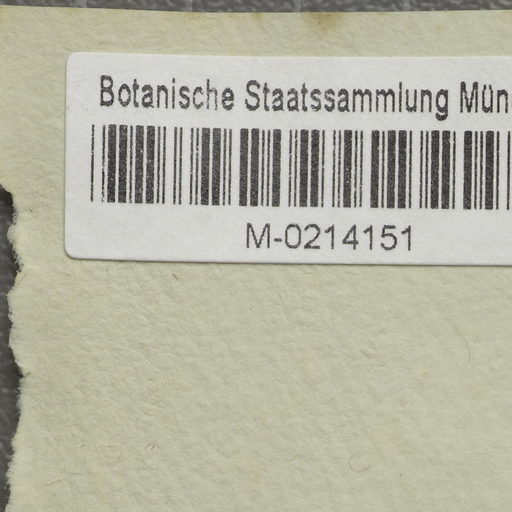 Botanische Staatssammlung Mün
M-0214151